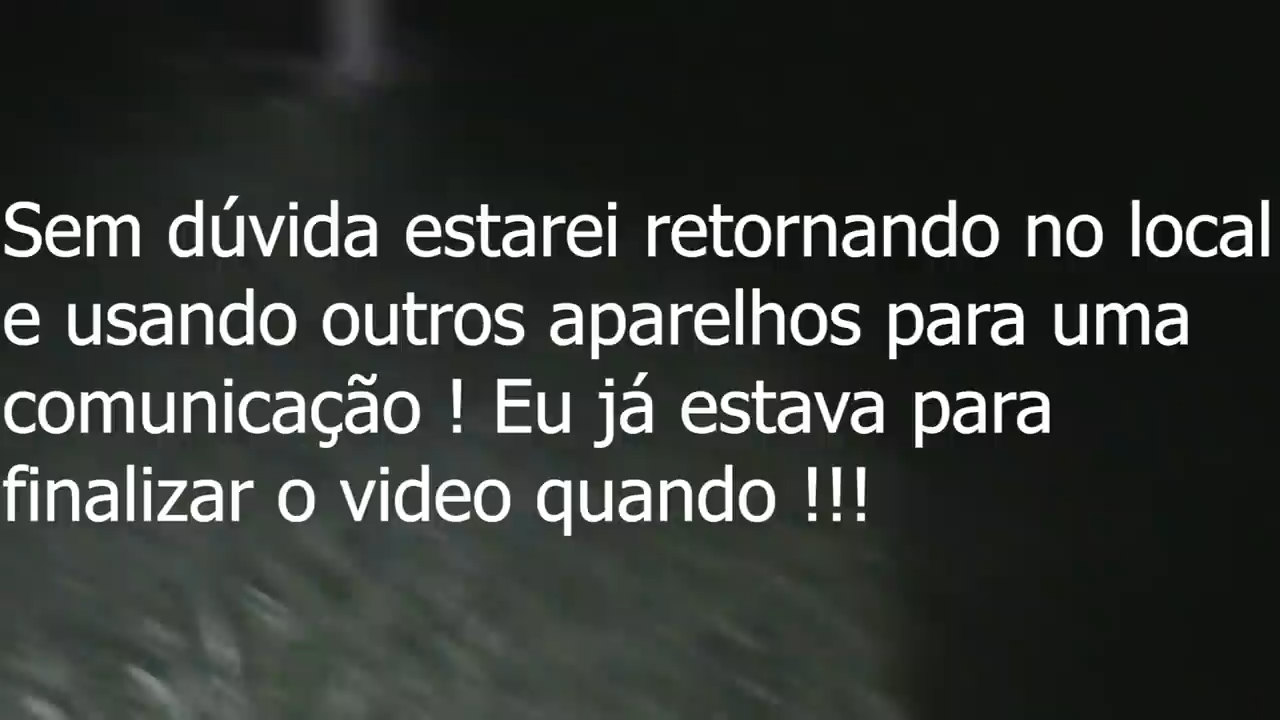 Sem dúvida estarei retornando no local
e usando outros aparelhos para uma
comunicação ! Eu já estava para
finalizar o video quando !!!